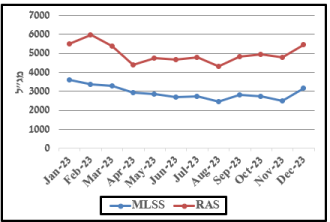 7000
6000
5000
4000
3000
2000
1000
0
מג״ל
Jan-23
Feb-23
Mar-23
Apr-23
May-23
Jun-23
Jul-23
Aug-23
Sep-23
Oct-23
Nov-23
Dec-23
MLSS RAS